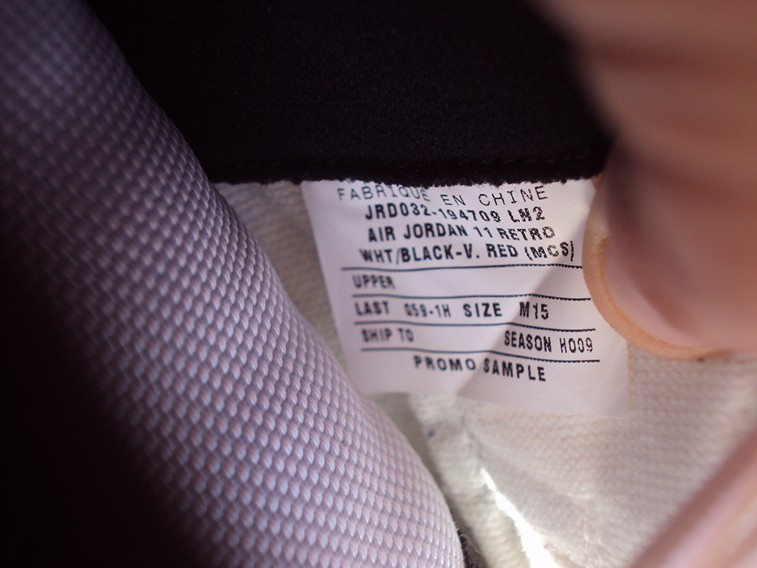 FABRIQUE EN CHINE
JRD032-194709 LN2
AIR JORDAN 11 RETRO
WHT/BLACK-V. RED (MCS)
UPPER
LAST 059-1H SIZE M15
SHIP TO SEASON HO09
PROMO SAMPLE